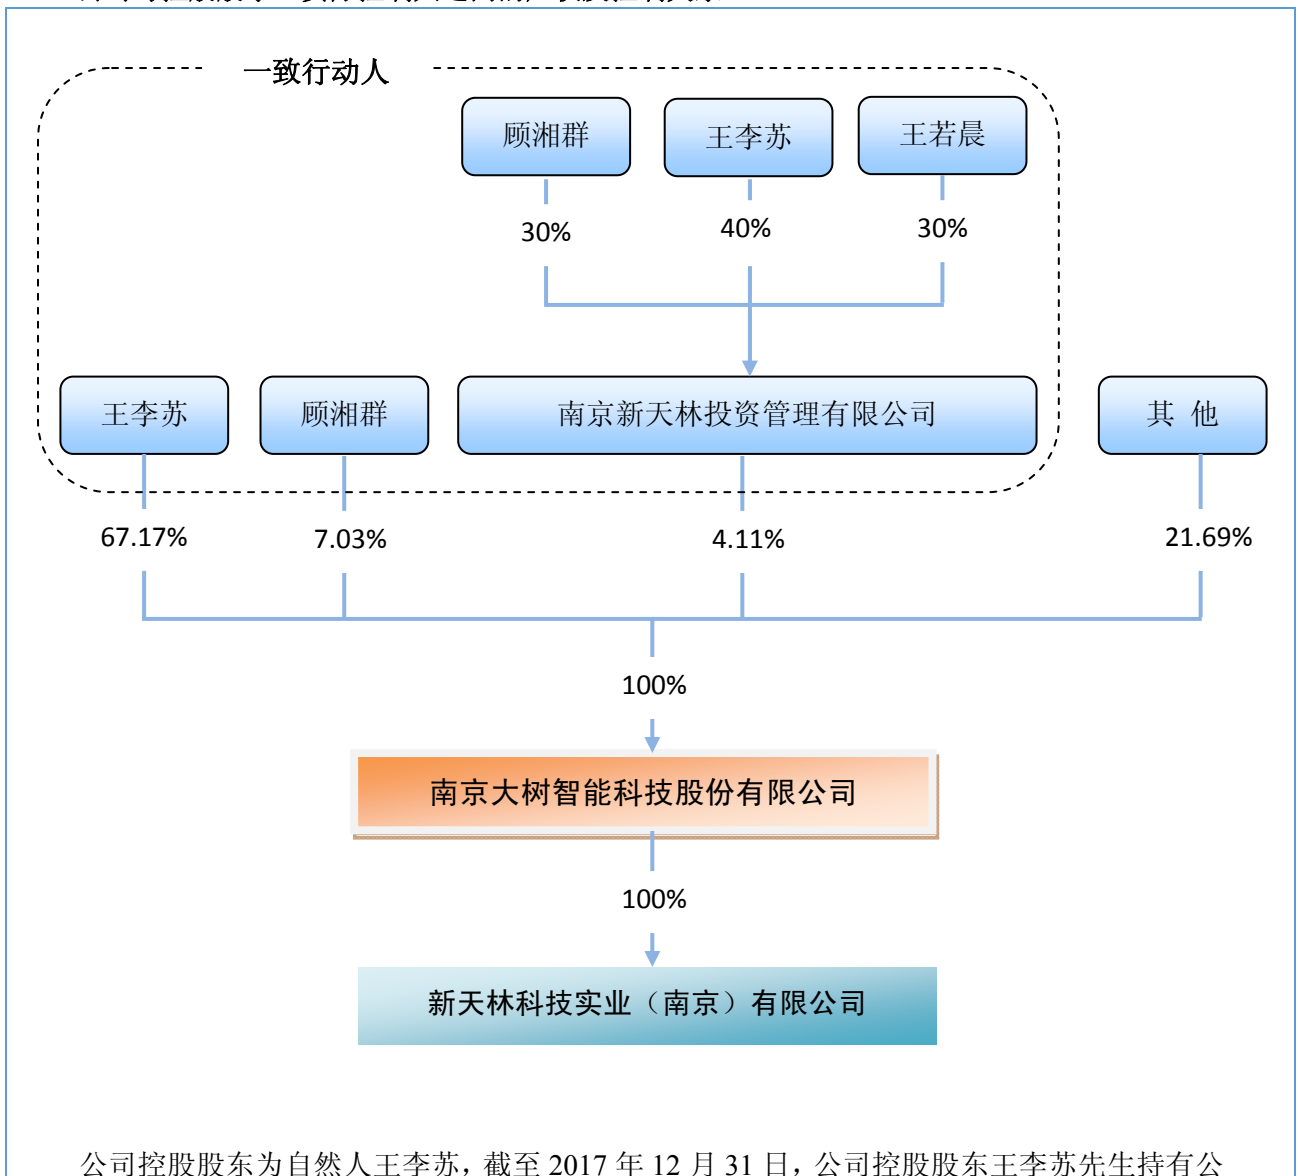 一致行动人
顾湘群 王李苏 王若晨
30% 40% 30%
王李苏 顾湘群 南京新天林投资管理有限公司 其 他
67.17% 7.03% 4.11% 21.69%
100%
南京大树智能科技股份有限公司
100%
新天林科技实业（南京）有限公司
公司控股股东为自然人王李苏，截至 2017 年 12 月 31 日，公司控股股东王李苏先生持有公